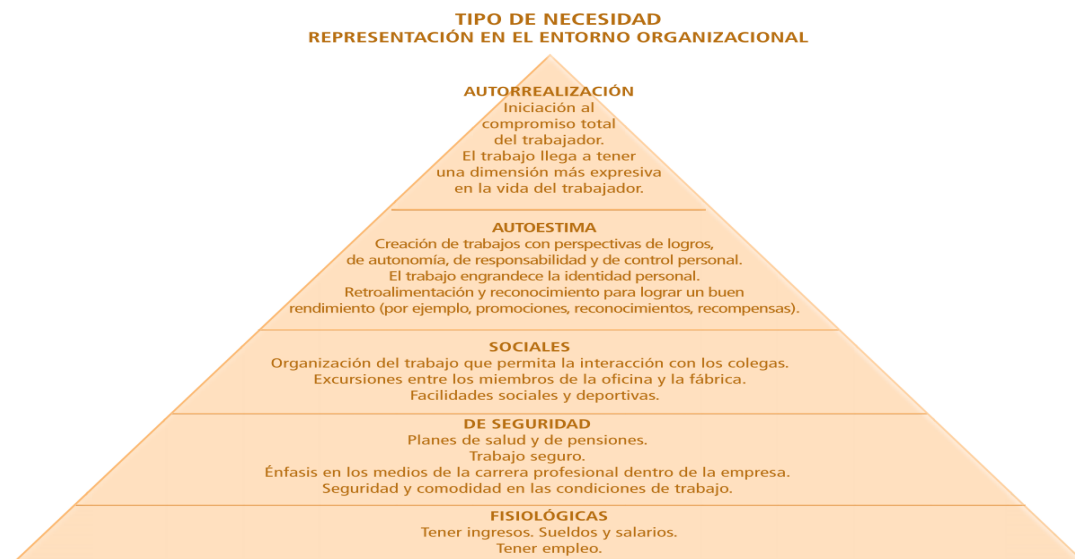 TIPO DE NECESIDAD
REPRESENTACIÓN EN EL ENTORNO ORGANIZACIONAL
AUTORREALIZACIÓN
Iniciación al
compromiso total
del trabajador.
El trabajo llega a tener
una dimensión más expresiva
en la vida del trabajador.
AUTOESTIMA
Creación de trabajos con perspectivas de logros,
de autonomía, de responsabilidad y de control personal.
El trabajo engrandece la identidad personal.
Retroalimentación y reconocimiento para lograr un buen
rendimiento (por ejemplo, promociones, reconocimientos, recompensas).
SOCIALES
Organización del trabajo que permita la interacción con los colegas.
Excursiones entre los miembros de la oficina y la fábrica.
Facilidades sociales y deportivas.
DE SEGURIDAD
Planes de salud y de pensiones.
Trabajo seguro.
Énfasis en los medios de la carrera profesional dentro de la empresa.
Seguridad y comodidad en las condiciones de trabajo.
FISIOLÓGICAS
Tener ingresos. Sueldos y salarios.
Tener empleo.